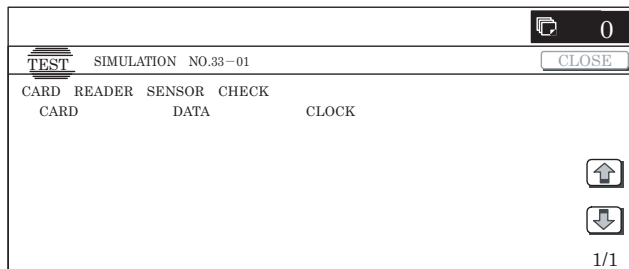 0
TEST SIMULATION NO.33-01 CLOSE
CARD READER SENSOR CHECK
CARD DATA CLOCK
1/1